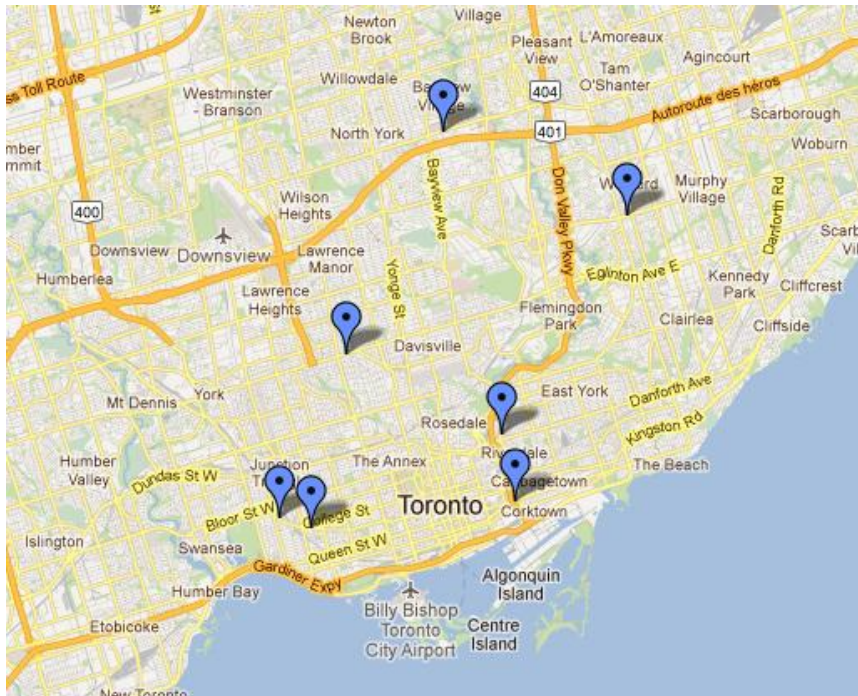 Newton
Brook
Village
Pleasant
View
L'Amoreaux
Agincourt
Willowdale
Tam
O'Shanter
ss Toll Route
Westminster
- Branson
404
Autoroute des héros
Scarborough
North York
401
Woburn
400
Bayview Ave
Don Valley Pkwy
Murphy
Village
Danforth Rd
Wilson
Heights
Downsview
Downsview
Lawrence
Manor
Yonge St
Humberlea
Lawrence
Heights
Eglinton Ave E
Kennedy
Park
Cliffcrest
Flemingdon
Park
Clairlea
Cliffside
Davisville
York
Mt Dennis
East York
Danforth Ave
Rosedale
Kingston Rd
Humber
Valley
Dundas St W
Junction
The Annex
The Beach
Toronto
Corktown
Bloor St W
College St
Islington
Swansea
Queen St W
Gardiner Expy
Humber Bay
Algonquin
Island
Billy Bishop
Toronto
City Airport
Centre
Island
Etobicoke
New Toronto